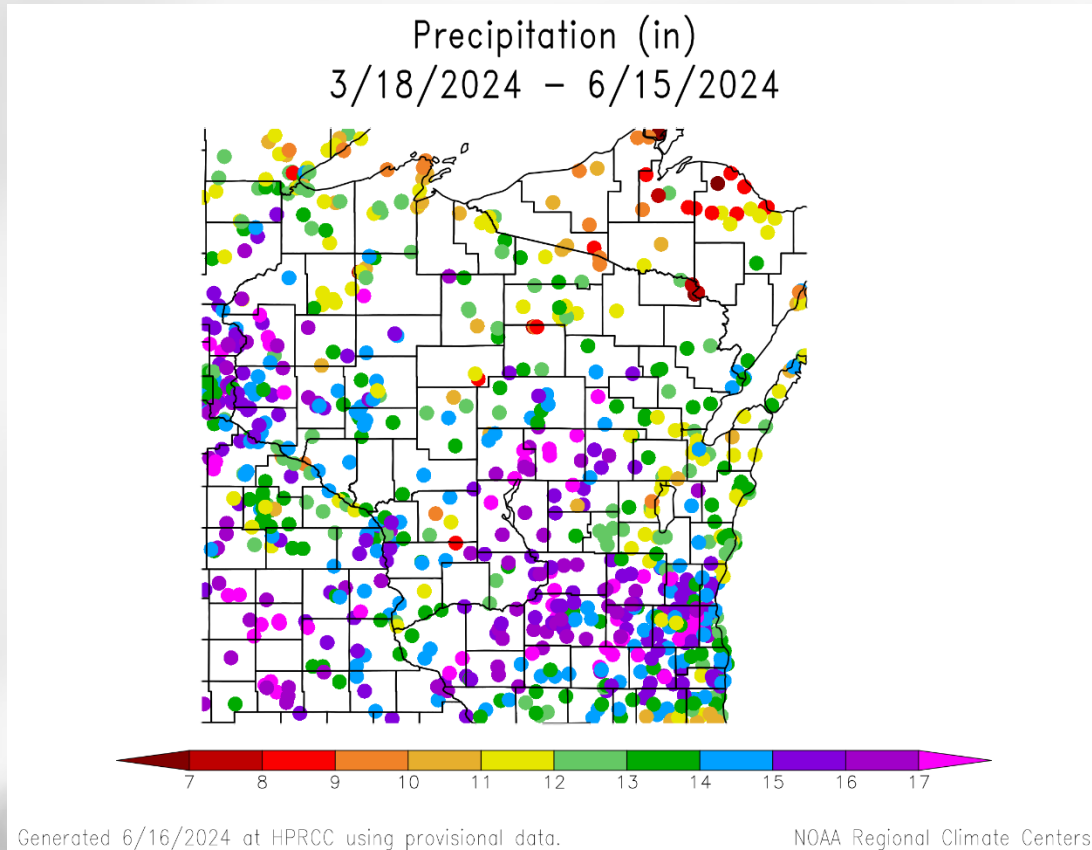 Precipitation (in)
3/18/2024 – 6/15/2024
7 8 9 10 11 12 13 14 15 16 17
Generated 6/16/2024 at HPRCC using provisional data.
NOAA Regional Climate Centers